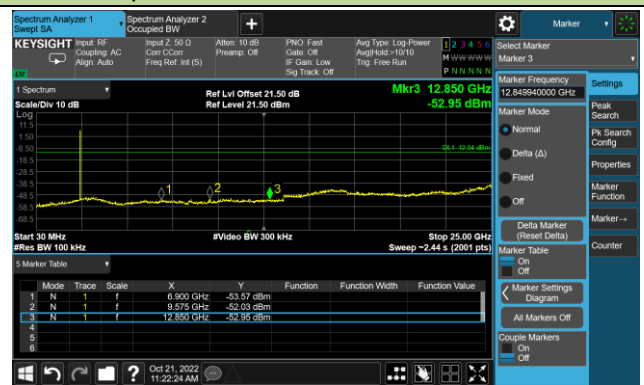 Spectrum Analyzer 1
Swept SA
Spectrum Analyzer 2
Occupied BW
+
Marker
KEYSIGHT
Input: RF
Coupling: AC
Align: Auto
Input Z: 50 Ω
Corr CCorr
Freq Ref: Int (S)
Atten: 10 dB
Preamp: Off
PNO: Fast
Gate: Off
IF Gain: Low
Sig Track: Off
Avg Type: Log-Power
Avg|Hold:>10/10
Trig: Free Run
1 2 3 4 5 6
M W W W W W
P N N N N N
Select Marker
Marker 3
1 Spectrum
Scale/Div 10 dB
Log
Ref Lvl Offset 21.50 dB
Ref Level 21.50 dBm
Mkr3 12.850 GHz
-52.95 dBm
11.5
1.50
-8.50
-18.5
-28.5
-38.5
-48.5
-58.5
-68.5
DL1 -12.04 dBm
1
2
3
Start 30 MHz
#Res BW 100 kHz
#Video BW 300 kHz
Stop 25.00 GHz
Sweep ~2.44 s (2001 pts)
5 Marker Table
Mode Trace Scale X Y Function Function Width Function Value
1 N 1 f 6.900 GHz -53.57 dBm
2 N 1 f 9.575 GHz -52.03 dBm
3 N 1 f 12.850 GHz -52.95 dBm
4
5
6
Marker Frequency
12.849940000 GHz
Marker Mode
Normal
Delta (Δ)
Fixed
Off
Delta Marker
(Reset Delta)
Marker Table
On
Off
Marker Settings
Diagram
All Markers Off
Couple Markers
On
Off
Settings
Peak
Search
Pk Search
Config
Properties
Marker
Function
Marker→
Counter
?
Oct 21, 2022
11:22:24 AM